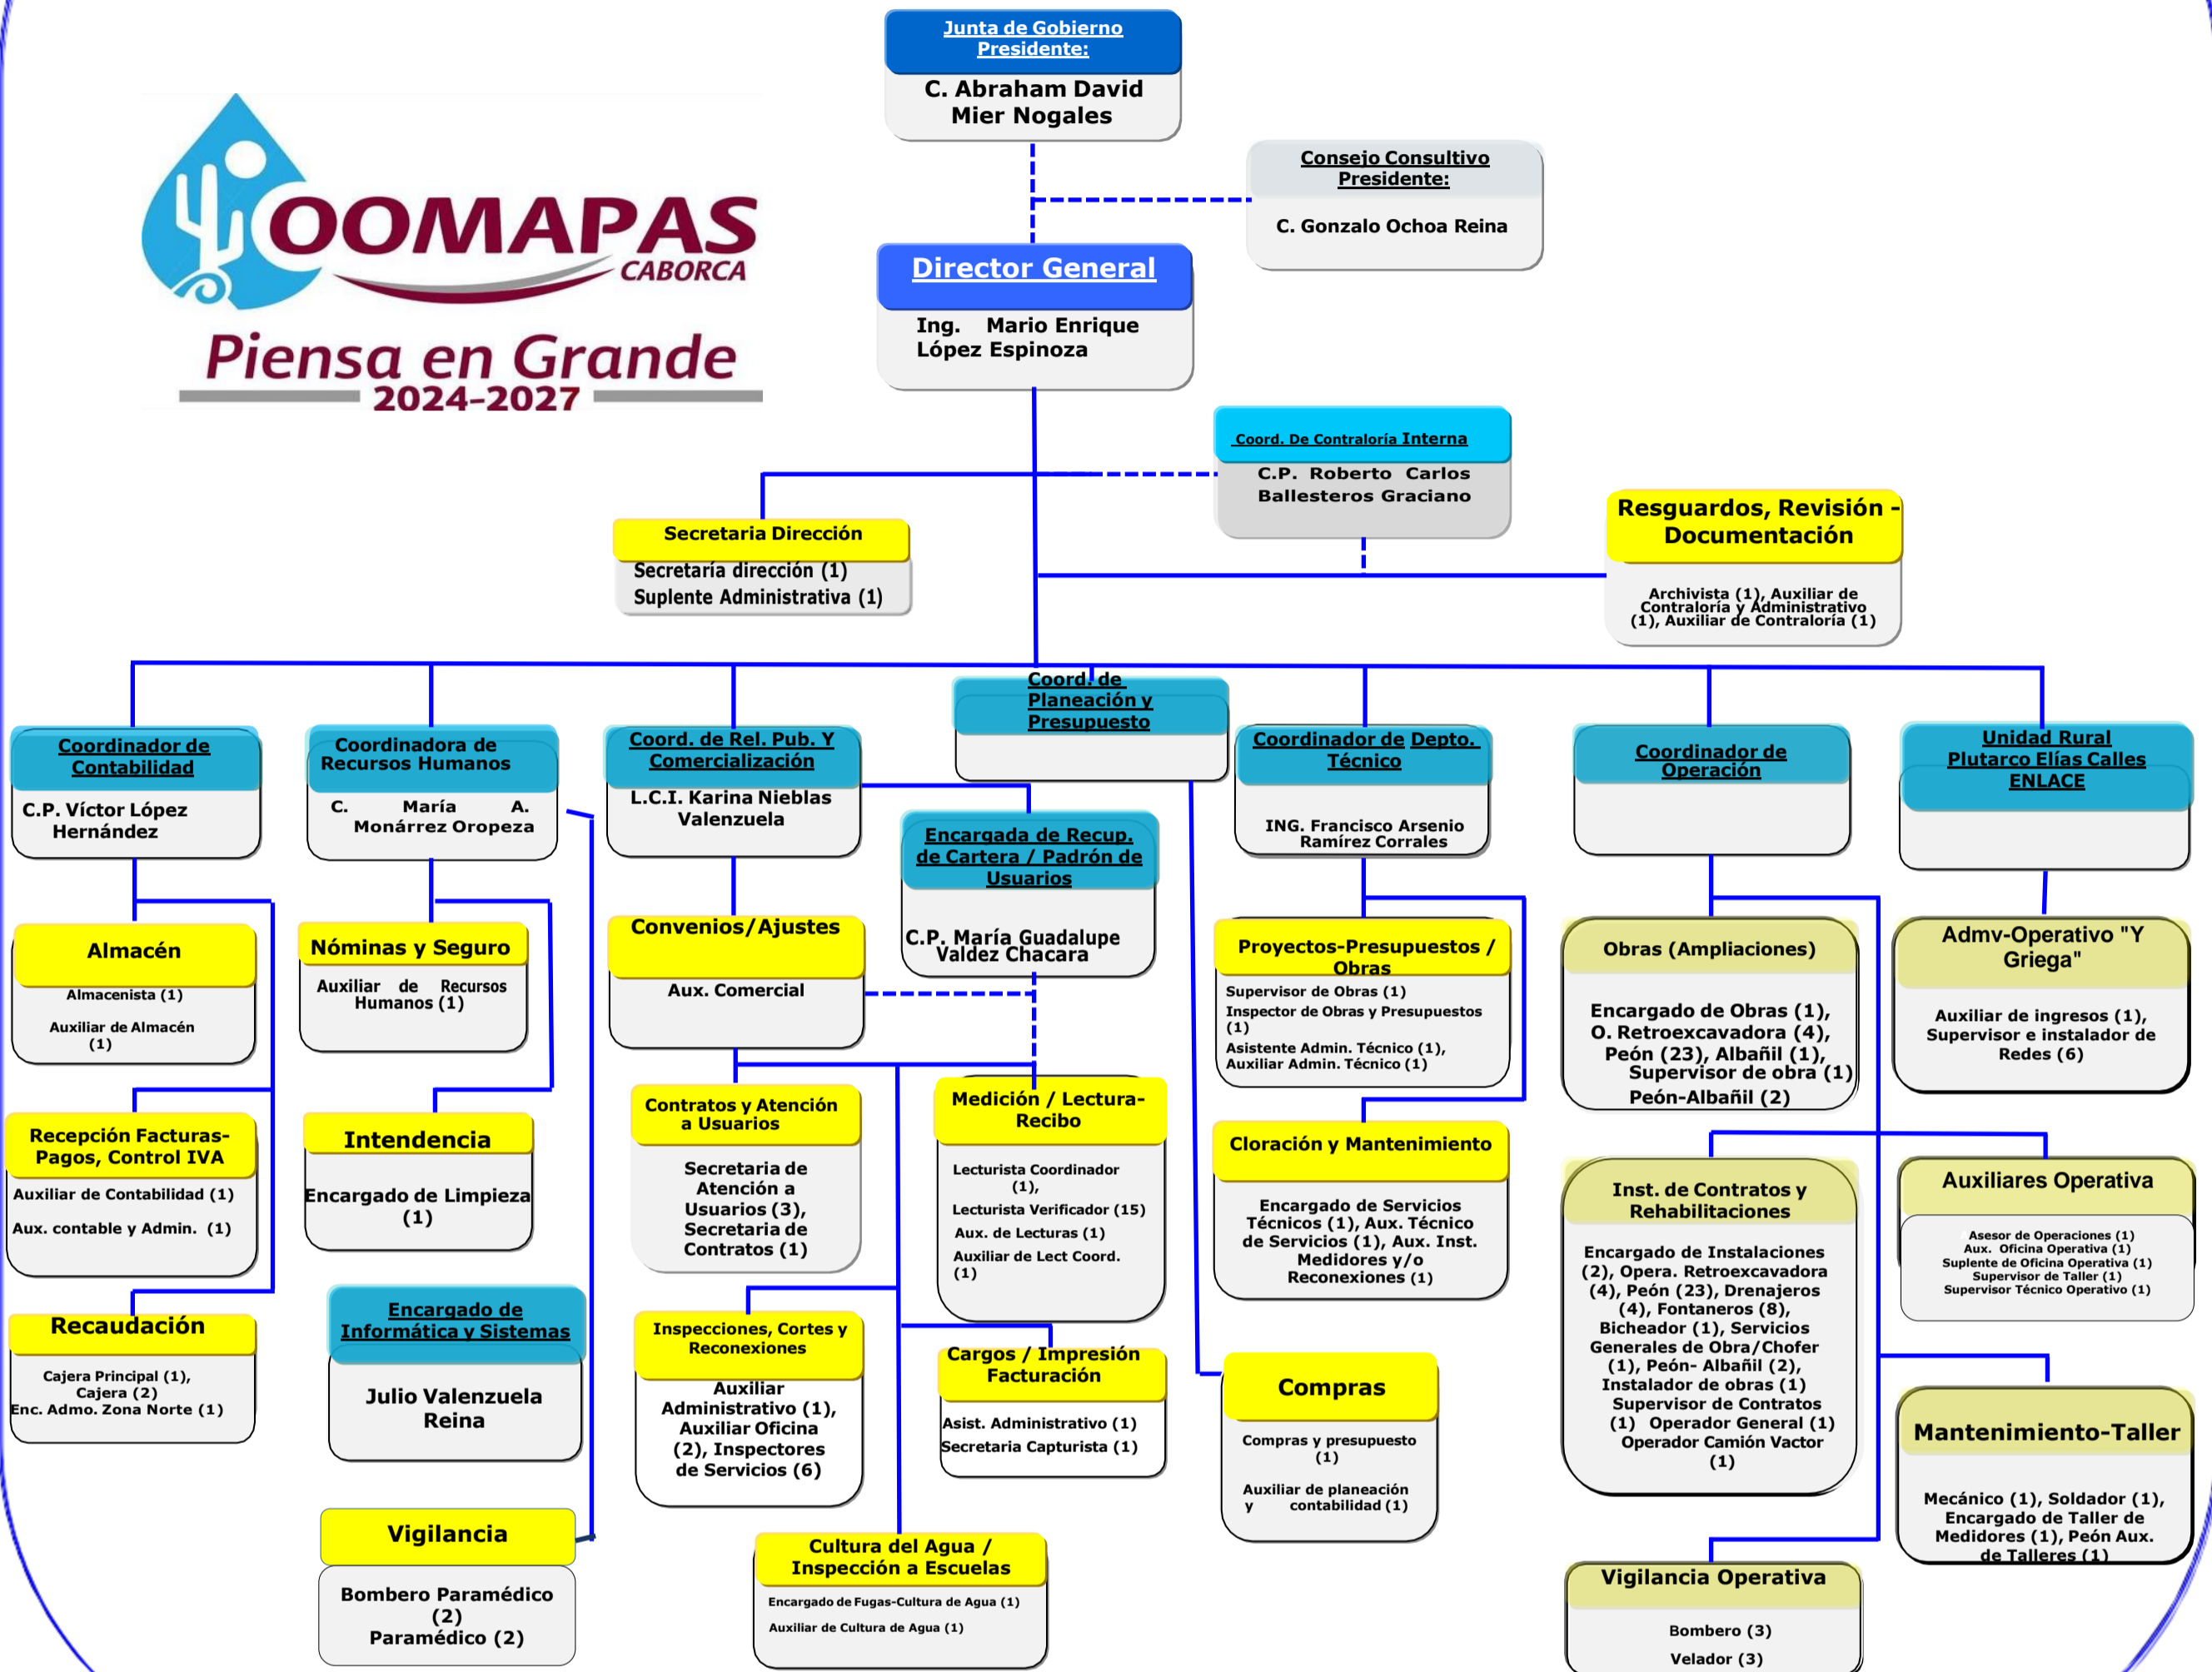 Junta de Gobierno
Presidente:
C. Abraham David
Mier Nogales
OOMAPAS
CABORCA
Piensa en Grande
2024-2027
Consejo Consultivo
Presidente:
C. Gonzalo Ochoa Reina
Director General
Ing. Mario Enrique
López Espinoza
Coord. De Contraloría Interna
C.P. Roberto Carlos
Ballesteros Graciano
Secretaria Dirección
Secretaría dirección (1)
Suplente Administrativa (1)
Resguardos, Revisión -
Documentación
Archivista (1), Auxiliar de
Contraloría y Administrativo
(1), Auxiliar de Contraloría (1)
Coordinador de
Contabilidad
C.P. Víctor López
Hernández
Coordinadora de
Recursos Humanos
C. María A.
Monárrez Oropeza
Coord. de Rel. Pub. Y
Comercialización
L.C.I. Karina Nieblas
Valenzuela
Coord. de
Planeación y
Presupuesto
Coordinador de Depto.
Técnico
ING. Francisco Arsenio
Ramírez Corrales
Coordinador de
Operación
Unidad Rural
Plutarco Elías Calles
ENLACE
Encargada de Recup.
de Cartera / Padrón de
Usuarios
C.P. María Guadalupe
Valdez Chacara
Almacén
Almacenista (1)
Auxiliar de Almacén
(1)
Nóminas y Seguro
Auxiliar de Recursos
Humanos (1)
Convenios/Ajustes
Aux. Comercial
Proyectos-Presupuestos /
Obras
Supervisor de Obras (1)
Inspector de Obras y Presupuestos
(1)
Asistente Admin. Técnico (1),
Auxiliar Admin. Técnico (1)
Obras (Ampliaciones)
Encargado de Obras (1),
O. Retroexcavadora (4),
Peón (23), Albañil (1),
Supervisor de obra (1)
Peón-Albañil (2)
Admv-Operativo "Y
Griega"
Auxiliar de ingresos (1),
Supervisor e instalador de
Redes (6)
Recepción Facturas-
Pagos, Control IVA
Auxiliar de Contabilidad (1)
Aux. contable y Admin. (1)
Intendencia
Encargado de Limpieza
(1)
Contratos y Atención
a Usuarios
Secretaria de
Atención a
Usuarios (3),
Secretaria de
Contratos (1)
Medición / Lectura-
Recibo
Lecturista Coordinador
(1),
Lecturista Verificador (15)
Aux. de Lecturas (1)
Auxiliar de Lect Coord.
(1)
Cloración y Mantenimiento
Encargado de Servicios
Técnicos (1), Aux. Técnico
de Servicios (1), Aux. Inst.
Medidores y/o
Reconexiones (1)
Inst. de Contratos y
Rehabilitaciones
Encargado de Instalaciones
(2), Opera. Retroexcavadora
(4), Peón (23), Drenajeros
(4), Fontaneros (8),
Bicheador (1), Servicios
Generales de Obra/Chofer
(1), Peón- Albañil (2),
Instalador de obras (1)
Supervisor de Contratos
(1) Operador General (1)
Operador Camión Vactor
(1)
Auxiliares Operativa
Asesor de Operaciones (1)
Aux. Oficina Operativa (1)
Suplente de Oficina Operativa (1)
Supervisor de Taller (1)
Supervisor Técnico Operativo (1)
Recaudación
Cajera Principal (1),
Cajera (2)
Enc. Admo. Zona Norte (1)
Encargado de
Informática y Sistemas
Julio Valenzuela
Reina
Inspecciones, Cortes y
Reconexiones
Auxiliar
Administrativo (1),
Auxiliar Oficina
(2), Inspectores
de Servicios (6)
Cargos / Impresión
Facturación
Asist. Administrativo (1)
Secretaria Capturista (1)
Compras
Compras y presupuesto
(1)
Auxiliar de planeación
y contabilidad (1)
Mantenimiento-Taller
Mecánico (1), Soldador (1),
Encargado de Taller de
Medidores (1), Peón Aux.
de Talleres (1)
Vigilancia
Bombero Paramédico
(2)
Paramédico (2)
Cultura del Agua /
Inspección a Escuelas
Encargado de Fugas-Cultura de Agua (1)
Auxiliar de Cultura de Agua (1)
Vigilancia Operativa
Bombero (3)
Velador (3)